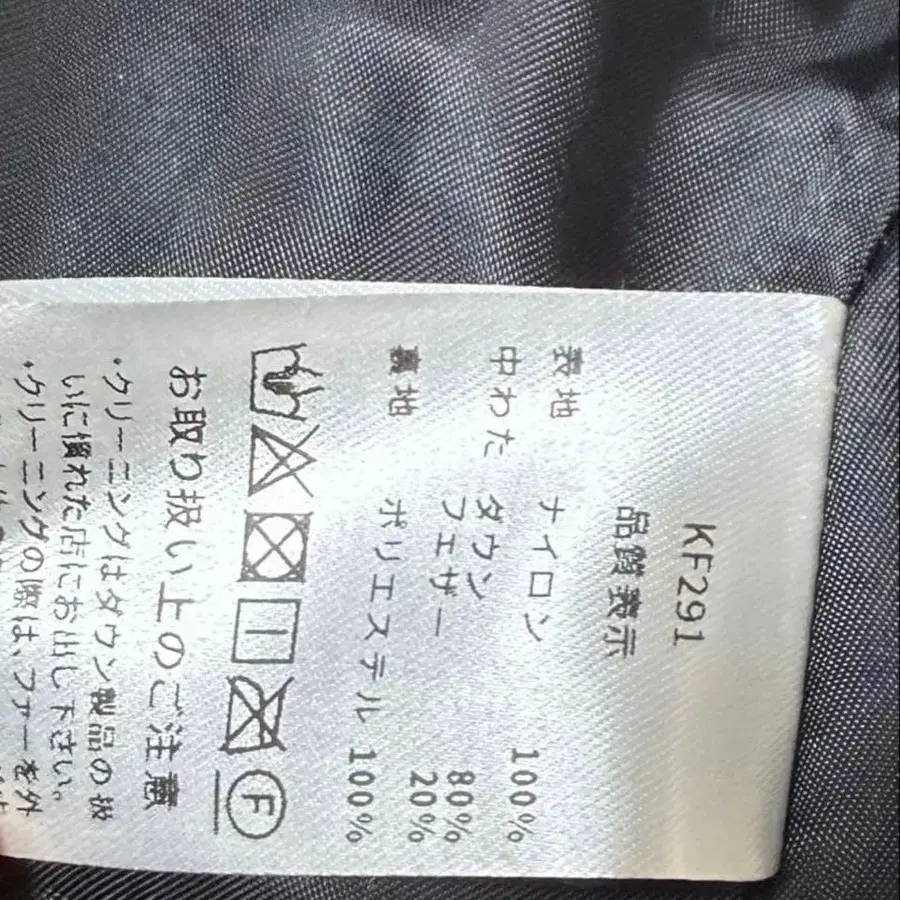 KF291
品質表示
表地 ナイロン 100%
中わた ダウン 80%
フェザー 20%
裏地 ポリエステル 100%
F
お取り扱い上のご注意
・クリーニングはダウン製品の扱
いに慣れた店にお出し下さい。
・クリーニングの際は、ファーを外